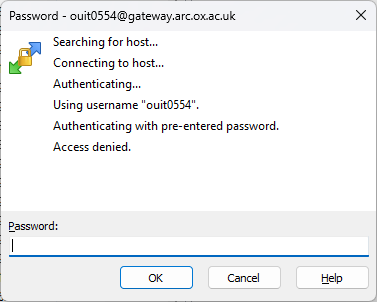 Password - ouit0554@gateway.arc.ox.ac.uk
Searching for host...
Connecting to host...
Authenticating...
Using username "ouit0554".
Authenticating with pre-entered password.
Access denied.
Password:
OK Cancel Help